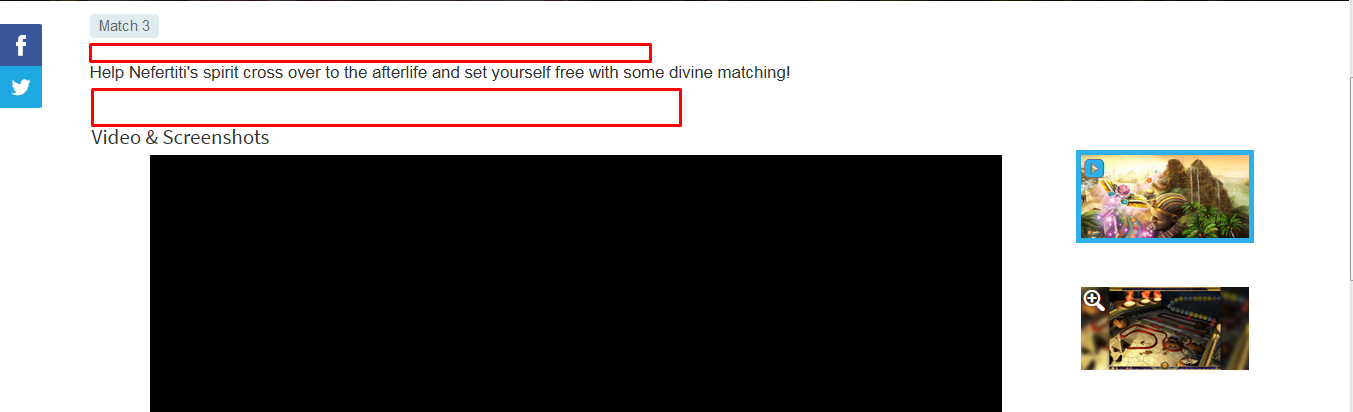 Match 3
Help Nefertiti's spirit cross over to the afterlife and set yourself free with some divine matching!
Video & Screenshots